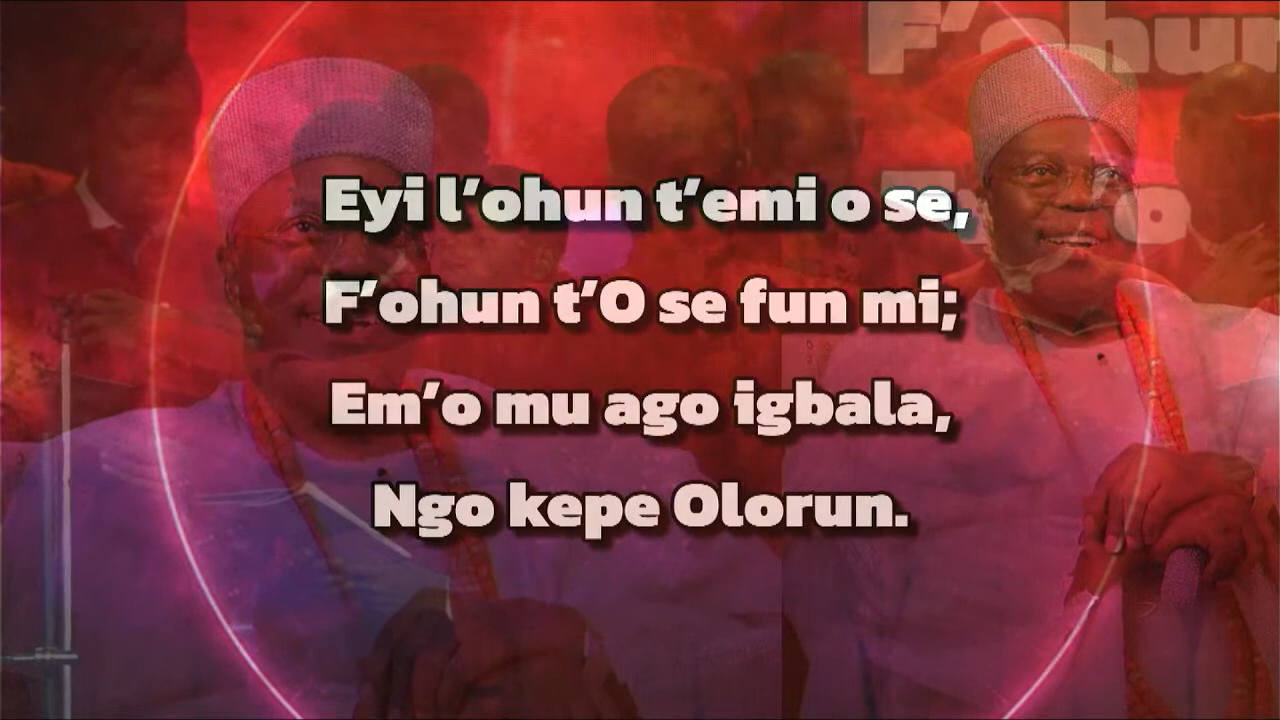 Eyi l’ohun t’emi o se,
F’ohun t’O se fun mi;
Em’o mu ago igbala,
Ngo kepe Olorun.